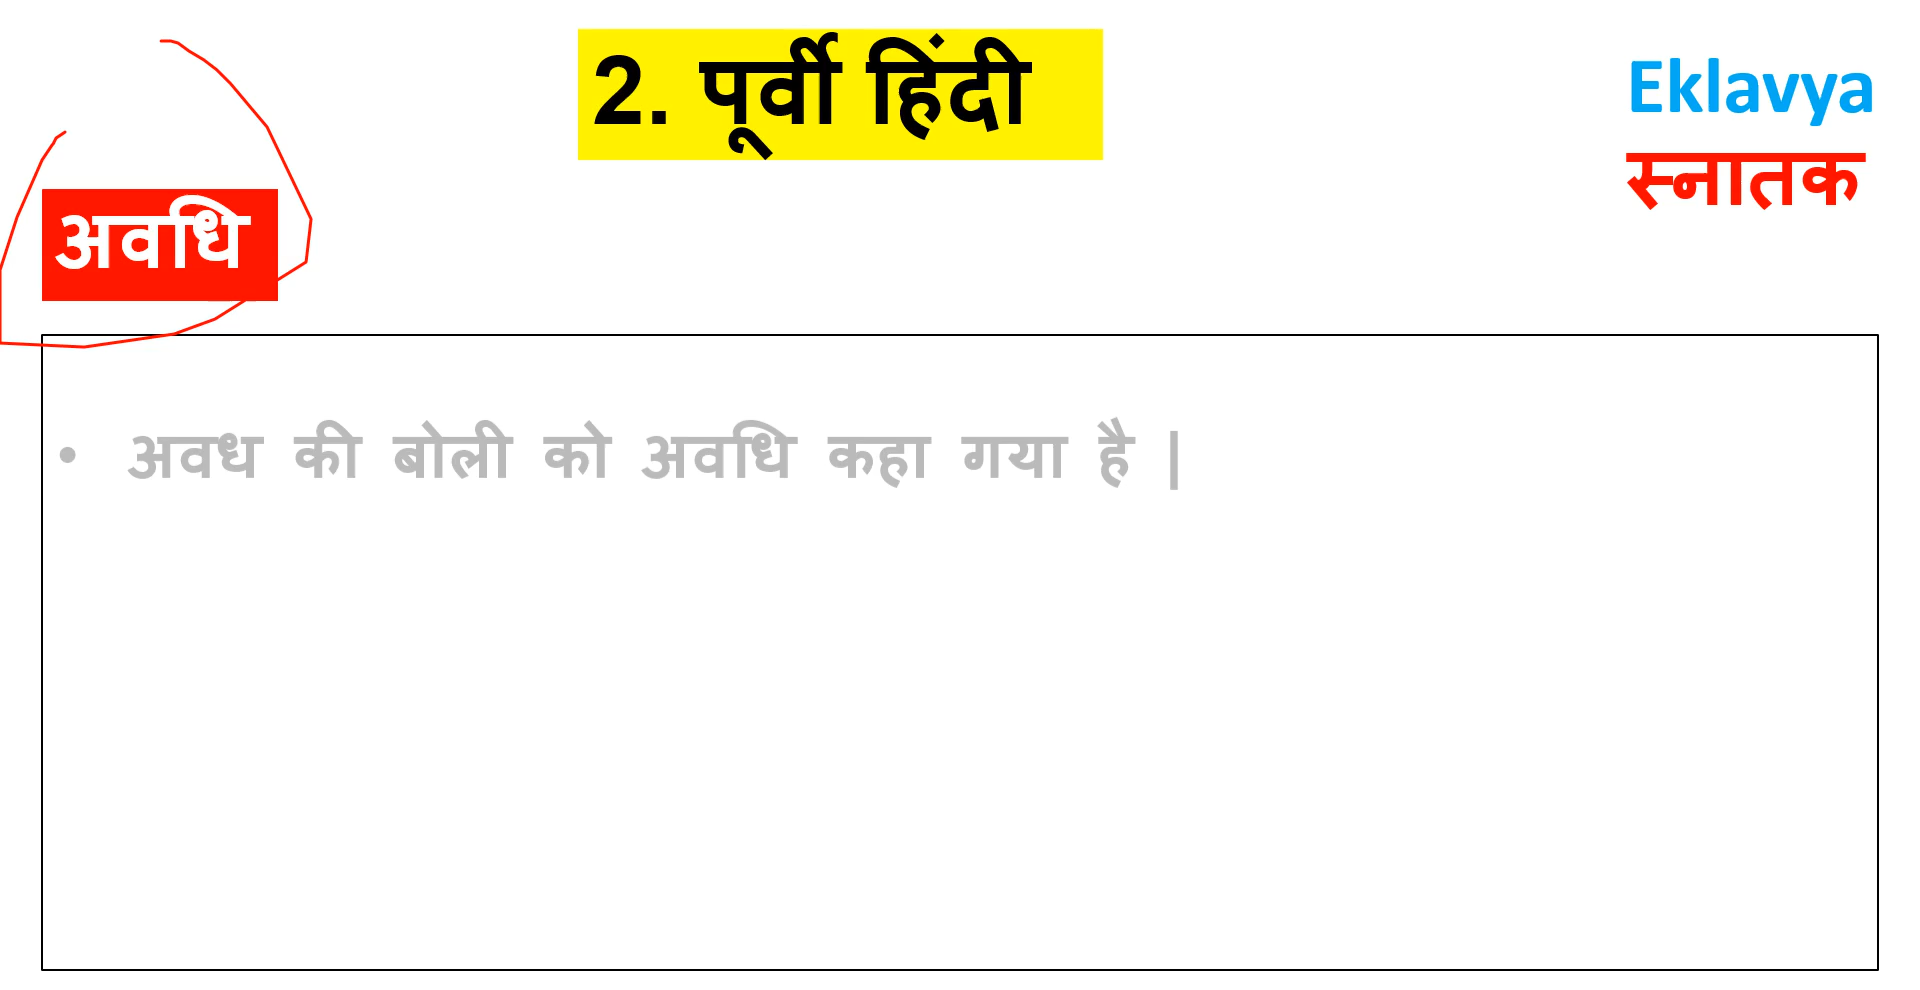 2. पूर्वी हिंदी
Eklavya
स्नातक
अवधि
• अवध की बोली को अवधि कहा गया है |